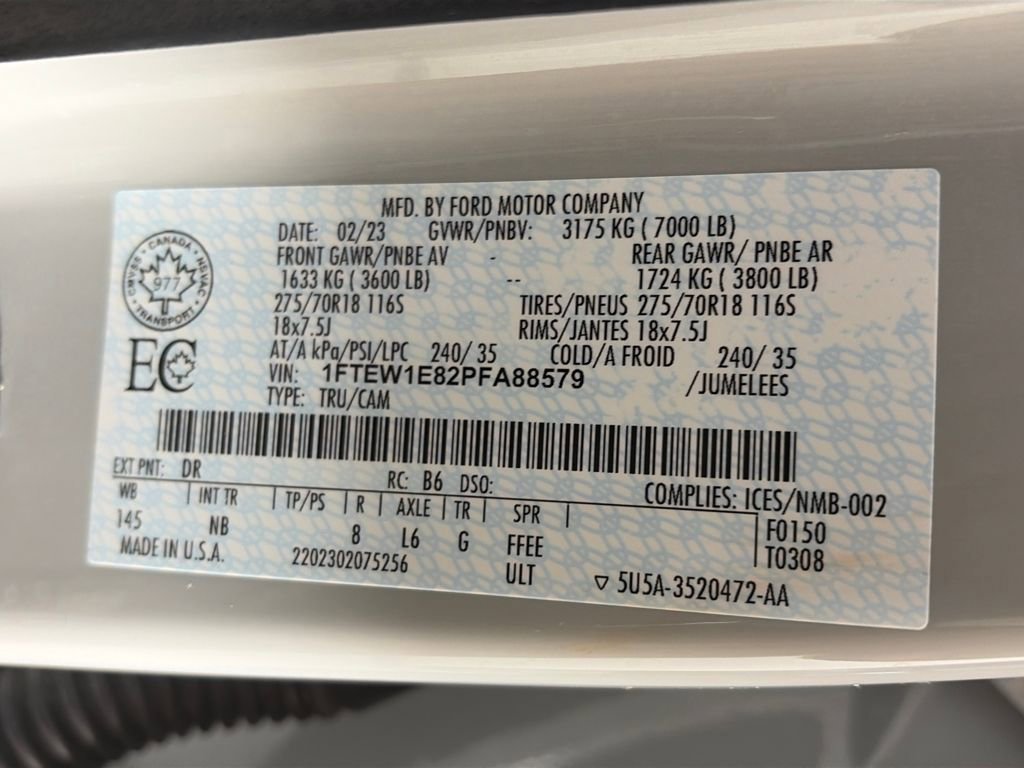 MFD. BY FORD MOTOR COMPANY
DATE: 02/23 GVWR/PNBV: 3175 KG ( 7000 LB)
FRONT GAWR/PNBE AV - REAR GAWR/ PNBE AR
1633 KG ( 3600 LB) -- 1724 KG ( 3800 LB)
275/70R18 116S TIRES/PNEUS 275/70R18 116S
18x7.5J RIMS/JANTES 18x7.5J
AT/A kPa/PSI/LPC 240/ 35 COLD/A FROID 240/ 35
VIN: 1FTEW1E82PFA88579 /JUMELEES
TYPE: TRU/CAM
CANADA
CMVSS NSVAC
977
TRANSPORT
EC
EXT PNT: DR RC: B6 DSO:
COMPLIES: ICES/NMB-002
WB | INT TR | TP/PS | R | AXLE | TR | SPR |
145 NB 8 L6 G FFEE
F0150
T0308
MADE IN U.S.A. 2202302075256 ULT ▽ 5U5A-3520472-AA